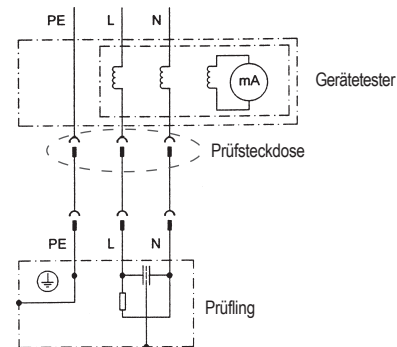 PE L N
mA
Gerätetester
Prüfsteckdose
PE L N
Prüfling